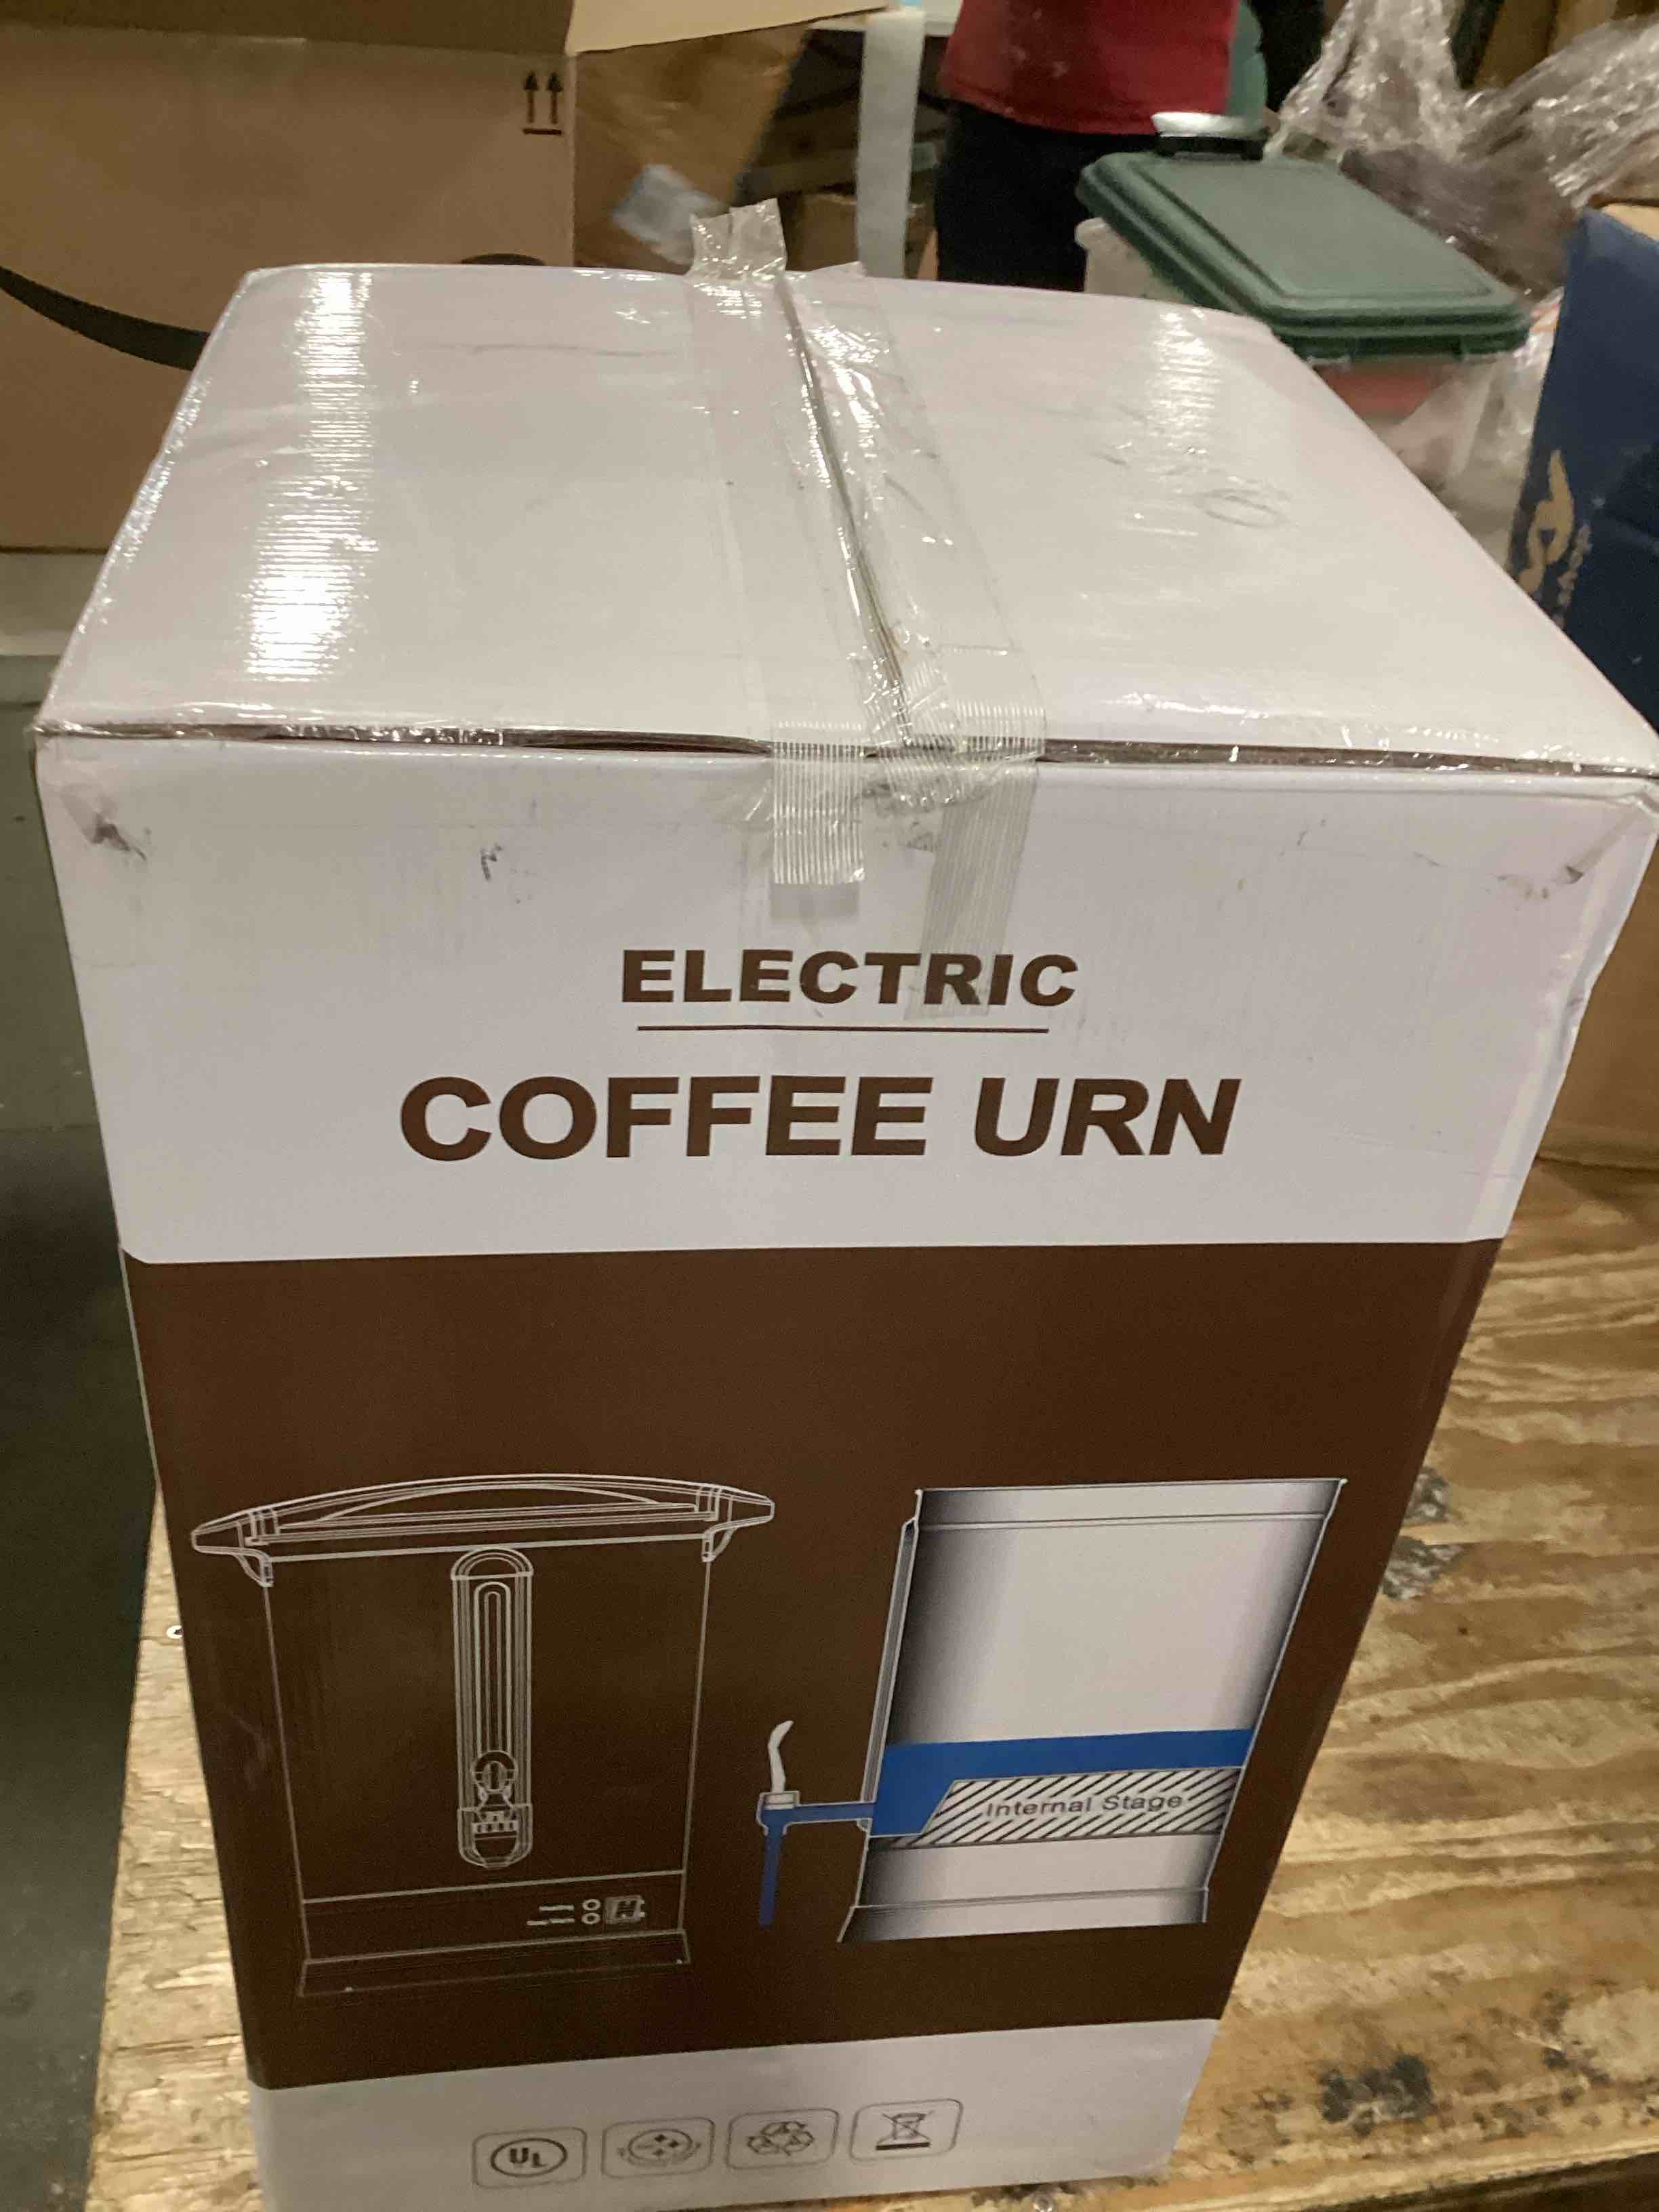 ELECTRIC
COFFEE URN
Internal Stage
UL